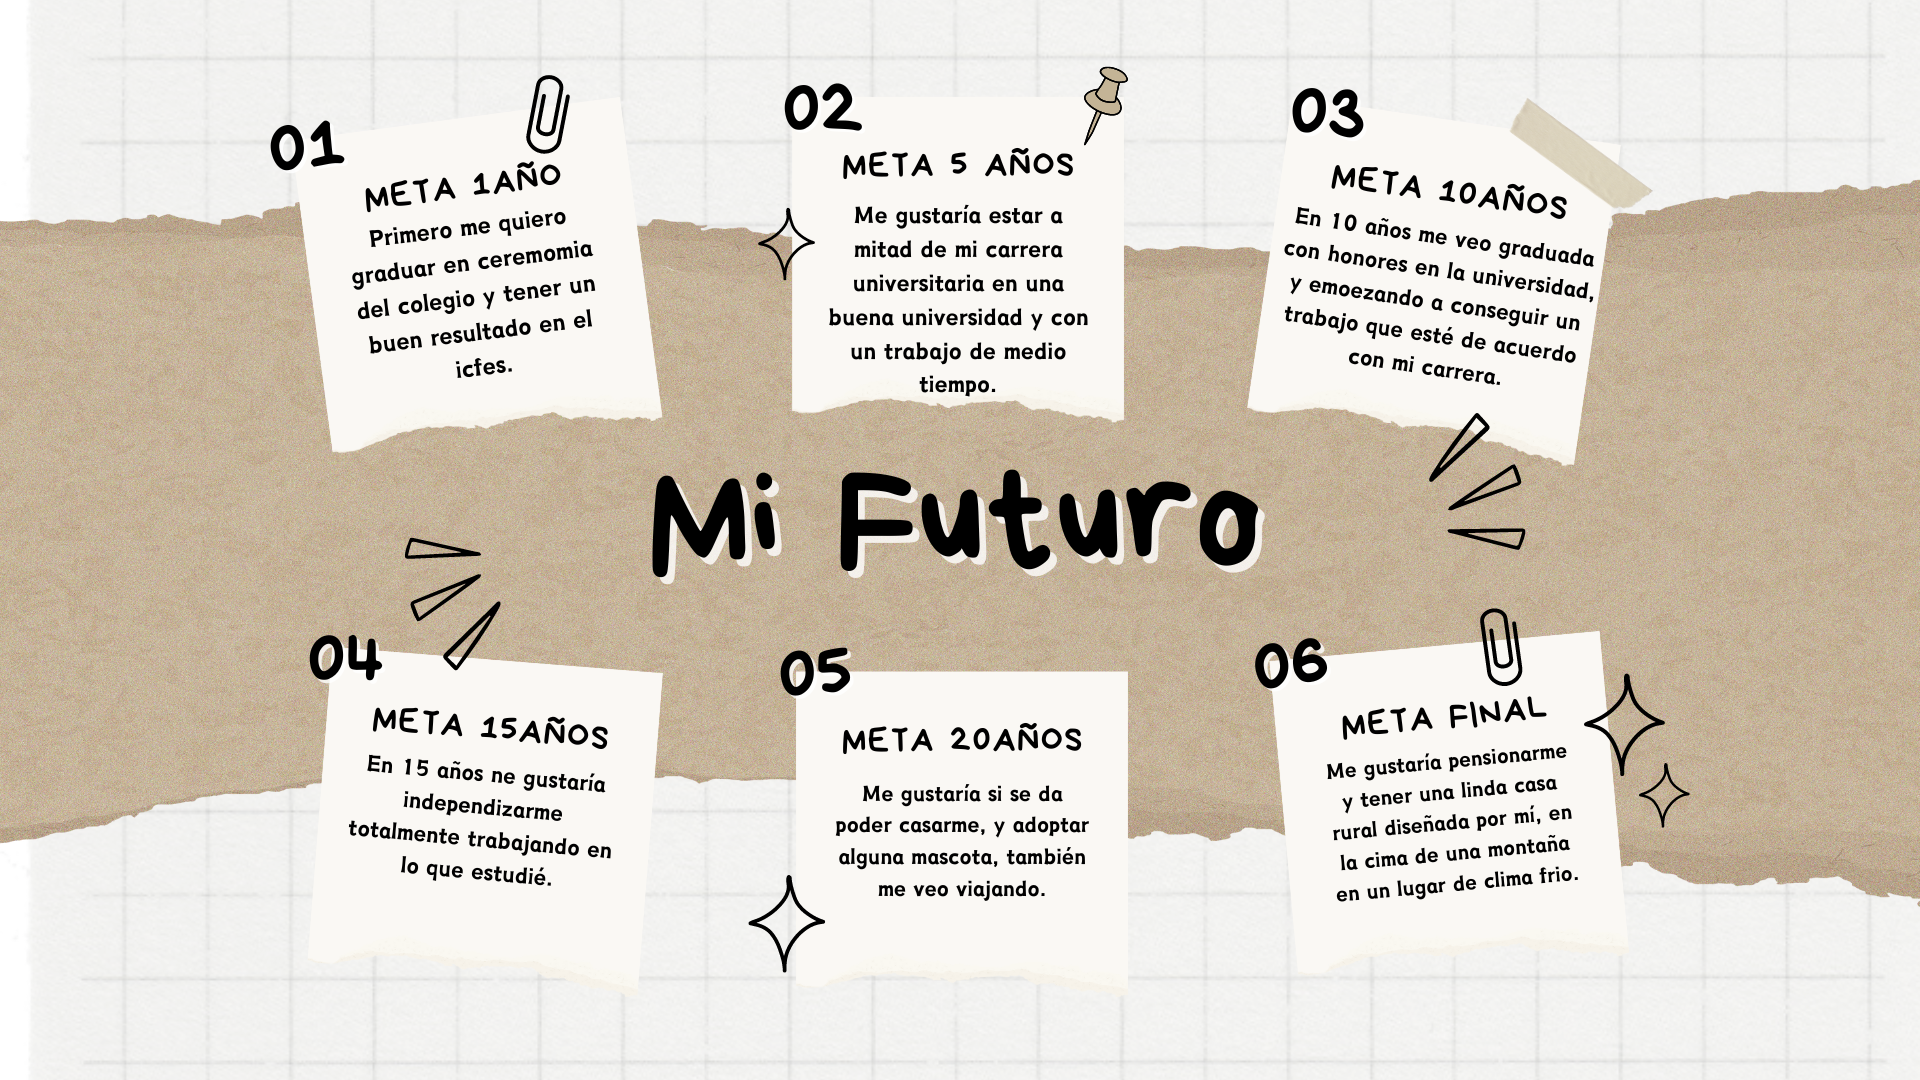 01
META 1AÑO
Primero me quiero
graduar en ceremomia
del colegio y tener un
buen resultado en el
icfes.
02
META 5 AÑOS
Me gustaría estar a
mitad de mi carrera
universitaria en una
buena universidad y con
un trabajo de medio
tiempo.
03
META 10AÑOS
En 10 años me veo graduada
con honores en la universidad,
y emoezando a conseguir un
trabajo que esté de acuerdo
con mi carrera.
Mi Futuro
04
META 15AÑOS
En 15 años ne gustaría
independizarme
totalmente trabajando en
lo que estudié.
05
META 20AÑOS
Me gustaría si se da
poder casarme, y adoptar
alguna mascota, también
me veo viajando.
06
META FINAL
Me gustaría pensionarme
y tener una linda casa
rural diseñada por mí, en
la cima de una montaña
en un lugar de clima frio.